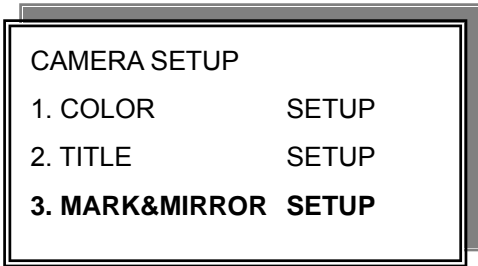 CAMERA SETUP
1. COLOR SETUP
2. TITLE SETUP
3. MARK&MIRROR SETUP